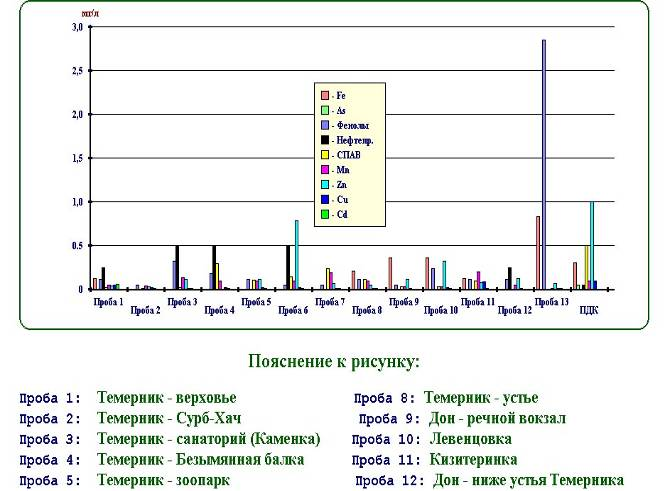 мг/л
3,0
2,5
2,0
1,5
1,0
0.5
0
- Fe
- As
- Фенолы
- Нефтепр.
- СПАВ
- Mn
- Zn
- Cu
- Cd
Проба 1
Проба 2
Проба 3
Проба 4
Проба 5
Проба 6
Проба 7
Проба 8
Проба 9
Проба 10
Проба 11
Проба 12
Проба 13
ПДК
Пояснение к рисунку:
Проба 1: Темерник - верховье
Проба 2: Темерник - Сурб-Хач
Проба 3: Темерник - санаторий (Каменка)
Проба 4: Темерник - Безымянная балка
Проба 5: Темерник - зоопарк
Проба 8: Темерник - устье
Проба 9: Дон - речной вокзал
Проба 10: Левенцовка
Проба 11: Кизитеринка
Проба 12: Дон - ниже устья Темерника